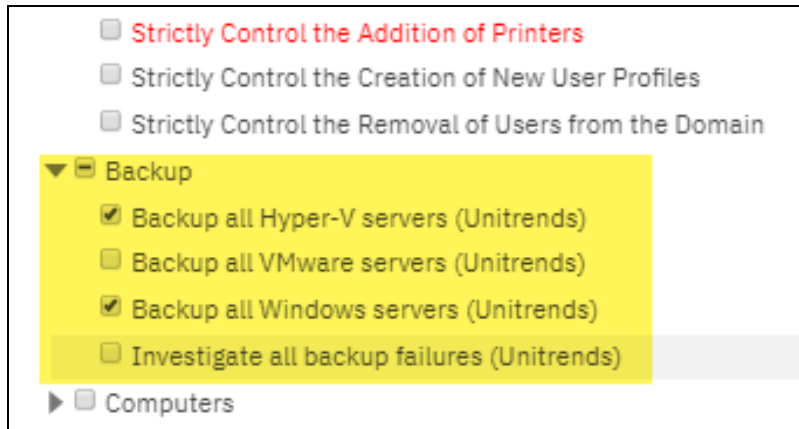 Strictly Control the Addition of Printers
Strictly Control the Creation of New User Profiles
Strictly Control the Removal of Users from the Domain
Backup
Backup all Hyper-V servers (Unitrends)
Backup all VMware servers (Unitrends)
Backup all Windows servers (Unitrends)
Investigate all backup failures (Unitrends)
Computers